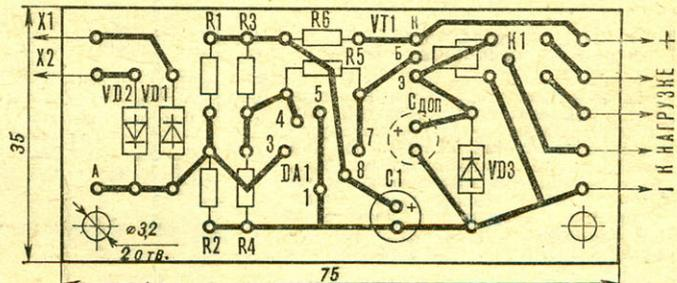 X1 R1 R3 R6 VT1 К +
X2 R5 Б К1
VD2 VD1 Э
Cдоп
5
4 +
35 3 7 К НАГРУЗКЕ
DA1 8 VD3
А C1
1 + –
ø3,2
2 отв. R2 R4
75